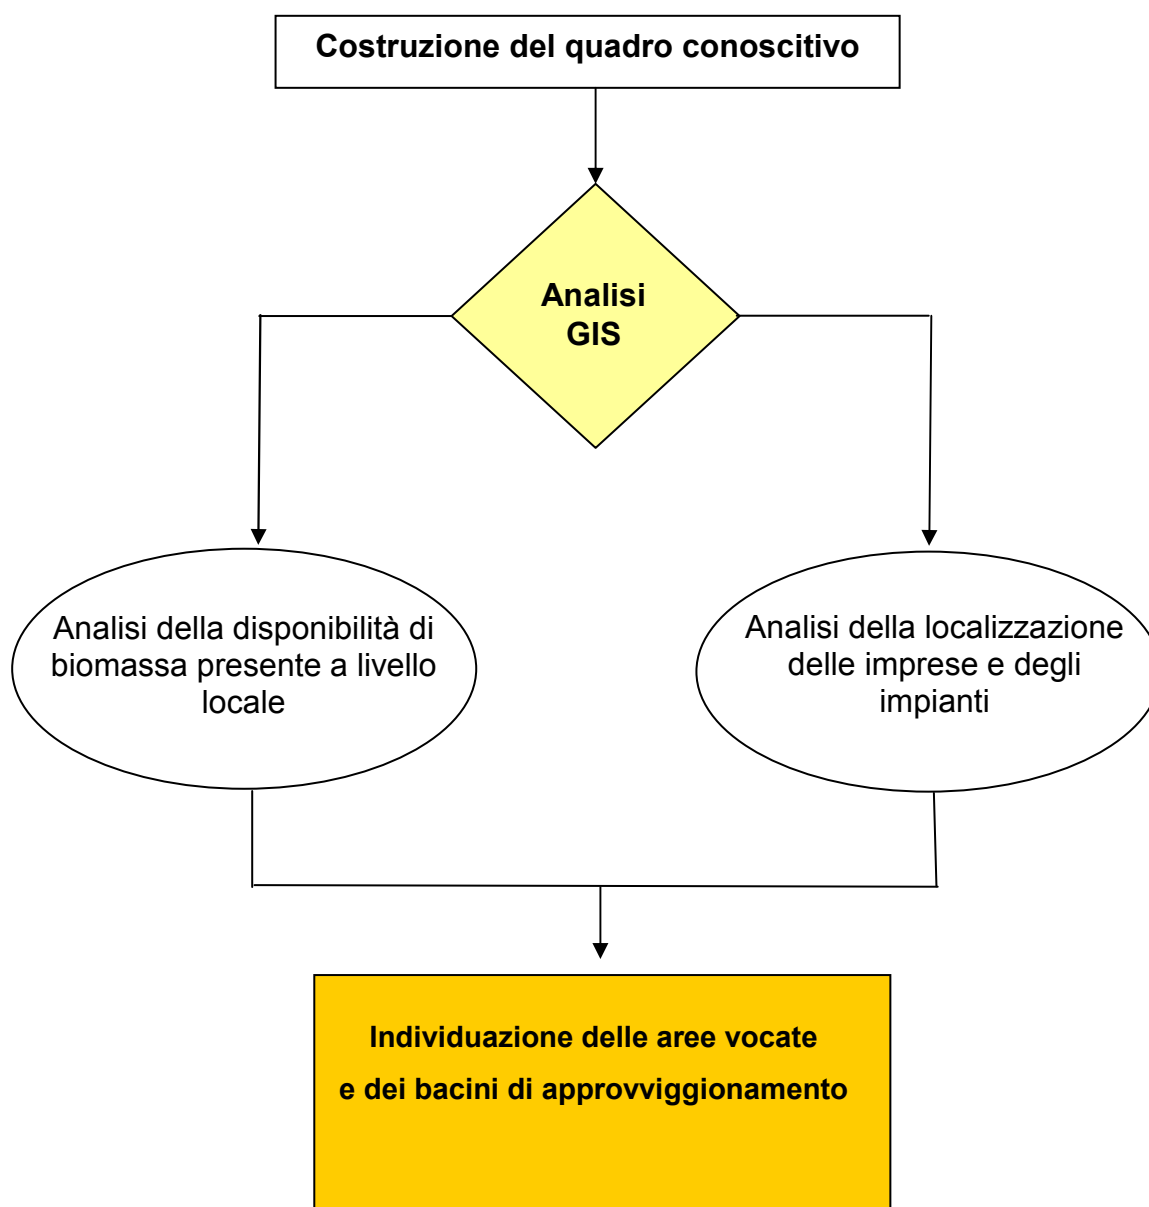 Costruzione del quadro conoscitivo
Analisi
GIS
Analisi della disponibilità di
biomassa presente a livello
locale
Analisi della localizzazione
delle imprese e degli
impianti
Individuazione delle aree vocate
e dei bacini di approvviggionamento